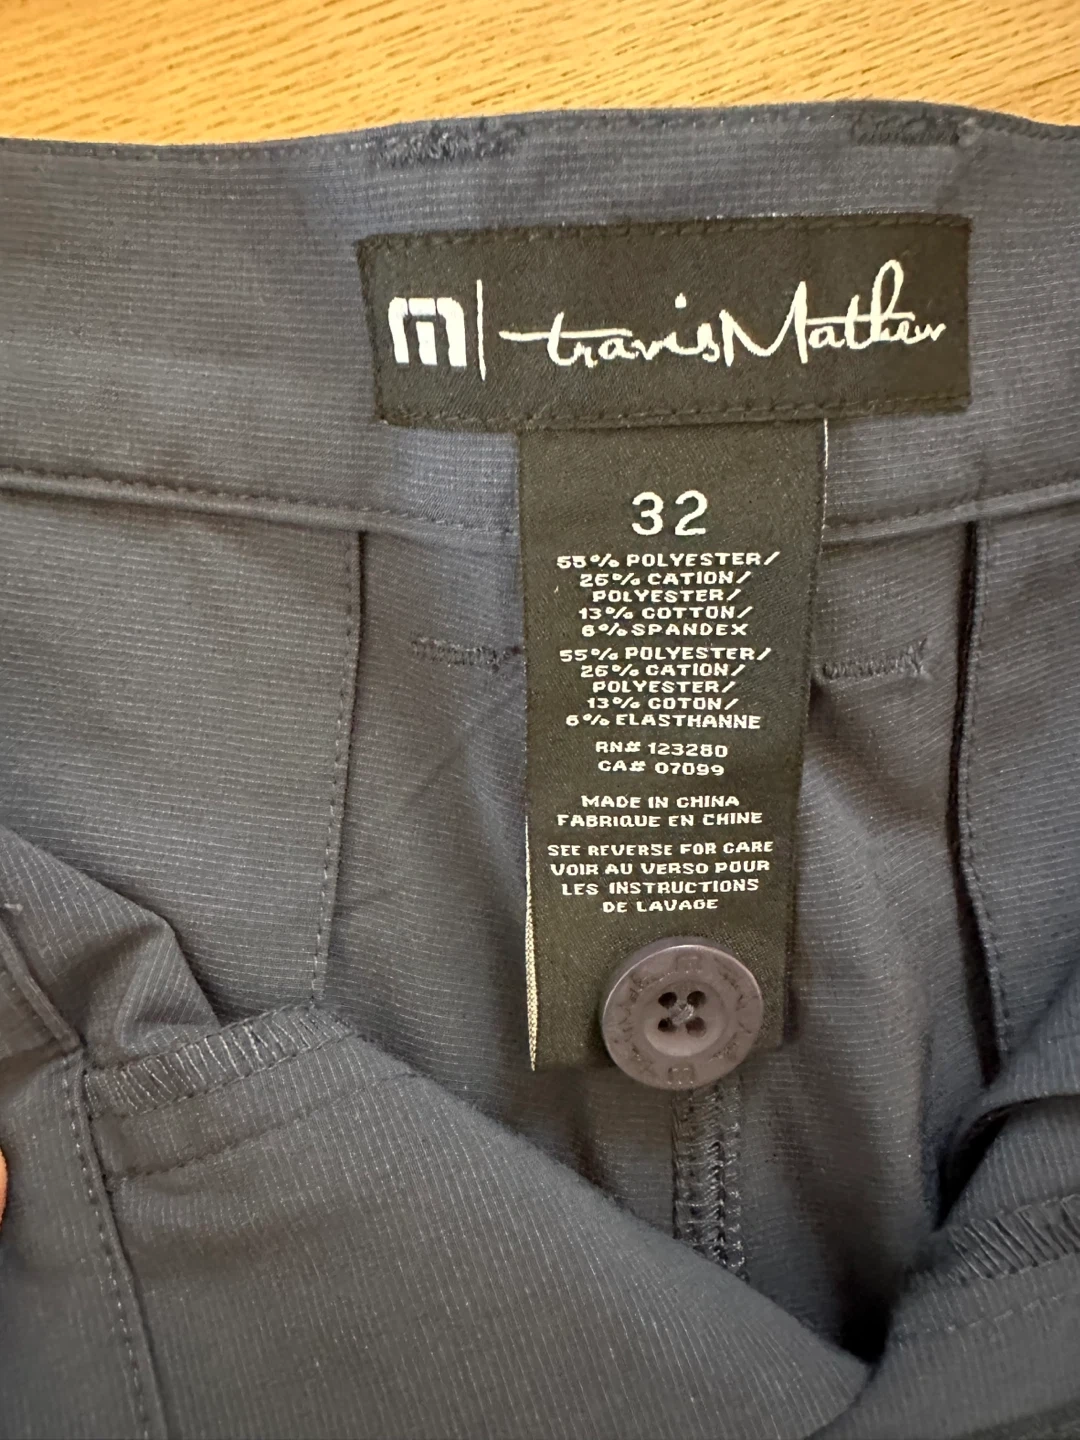 travisMathew
32
55% POLYESTER/
26% CATION/
POLYESTER/
13% COTTON/
6% SPANDEX
55% POLYESTER/
26% CATION/
POLYESTER/
13% COTON/
6% ELASTHANNE
RN# 123280
CA# 07099
MADE IN CHINA
FABRIQUE EN CHINE
SEE REVERSE FOR CARE
VOIR AU VERSO POUR
LES INSTRUCTIONS
DE LAVAGE